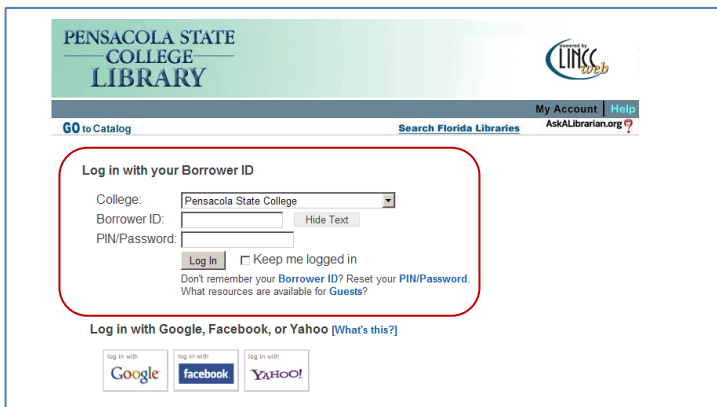 PENSACOLA STATE
COLLEGE
LIBRARY
powered by
LINCC
web
My Account Help
GO to Catalog Search Florida Libraries AskALibrarian.org ?
Log in with your Borrower ID
College: Pensacola State College
Borrower ID: Hide Text
PIN/Password:
Log In Keep me logged in
Don't remember your Borrower ID? Reset your PIN/Password.
What resources are available for Guests?
Log in with Google, Facebook, or Yahoo [What's this?]
log in with log in with log in with
Google facebook YAHOO!